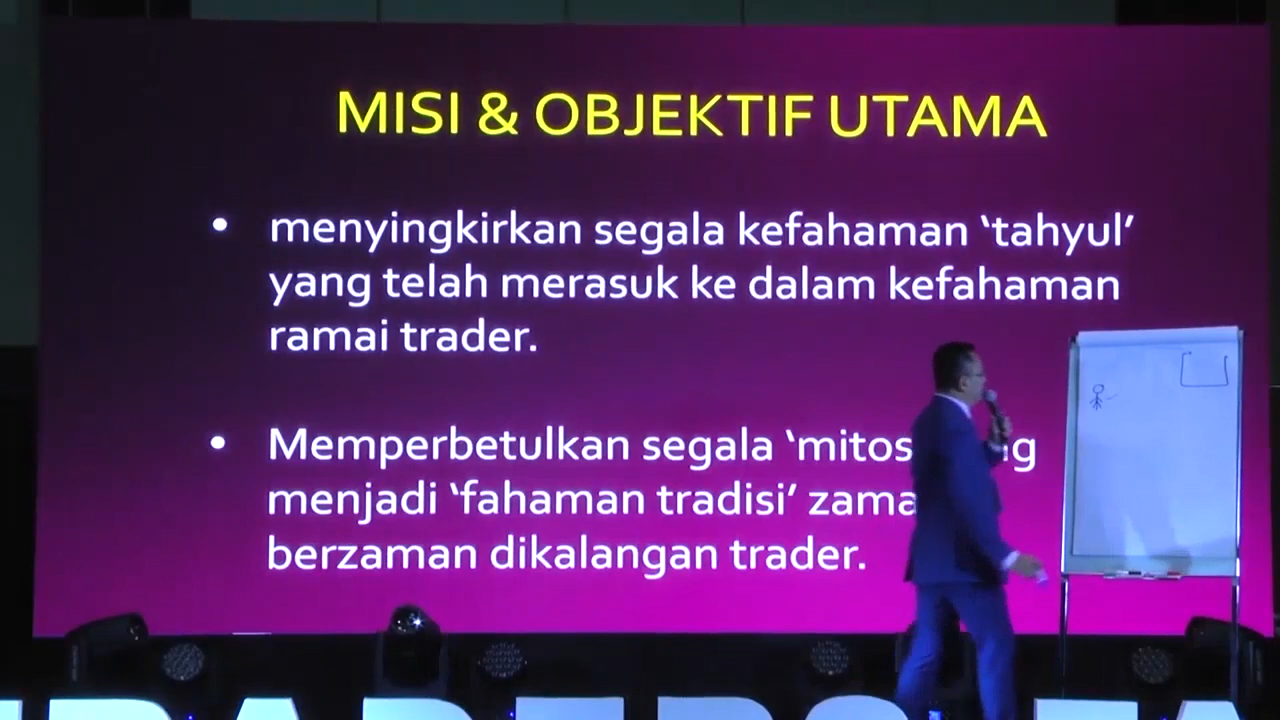 MISI & OBJEKTIF UTAMA
• menyingkirkan segala kefahaman ‘tahyul’
yang telah merasuk ke dalam kefahaman
ramai trader.
• Memperbetulkan segala ‘mitos
menjadi ‘fahaman tradisi’
berzaman dikalangan trader.